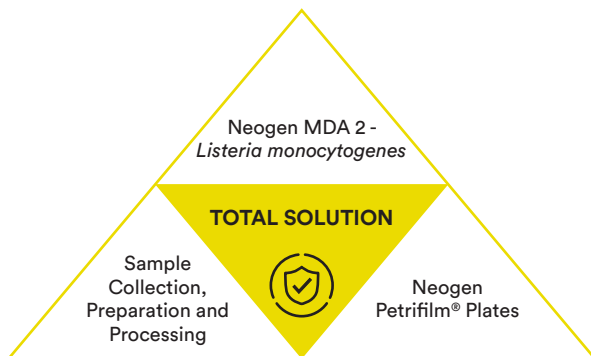 Neogen MDA 2 -
Listeria monocytogenes
TOTAL SOLUTION
Sample
Collection,
Preparation and
Processing
Neogen
Petrifilm® Plates